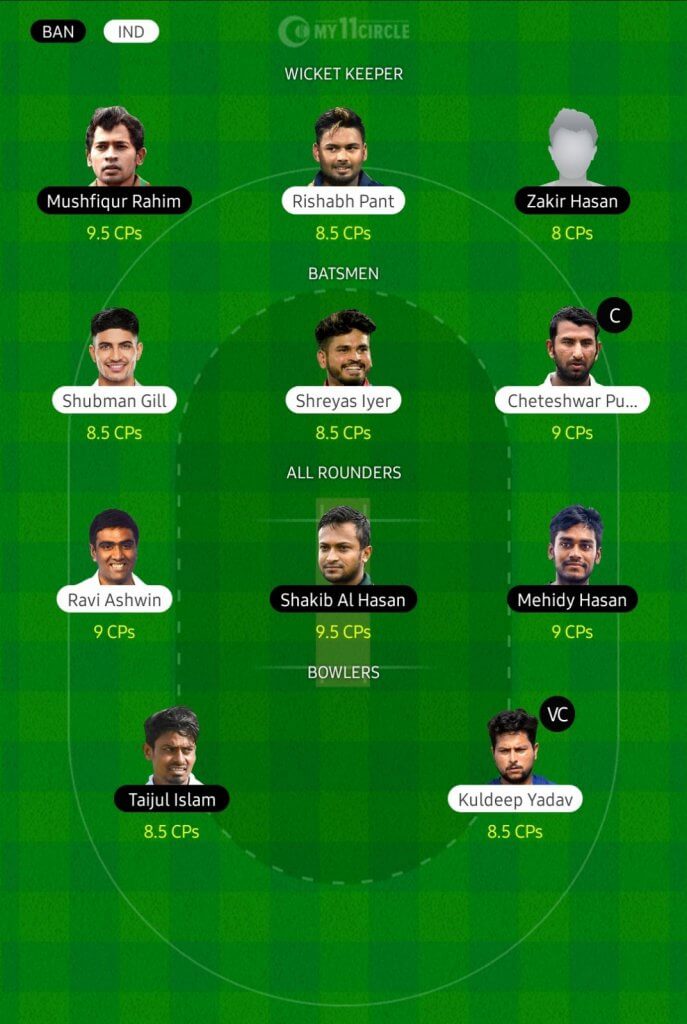 BAN IND MY11CIRCLE
WICKET KEEPER
Mushfiqur Rahim Rishabh Pant Zakir Hasan
9.5 CPs 8.5 CPs 8 CPs
BATSMEN
C
Shubman Gill Shreyas Iyer Cheteshwar Pu...
8.5 CPs 8.5 CPs 9 CPs
ALL ROUNDERS
Ravi Ashwin Shakib Al Hasan Mehidy Hasan
9 CPs 9.5 CPs 9 CPs
BOWLERS
VC
Taijul Islam Kuldeep Yadav
8.5 CPs 8.5 CPs